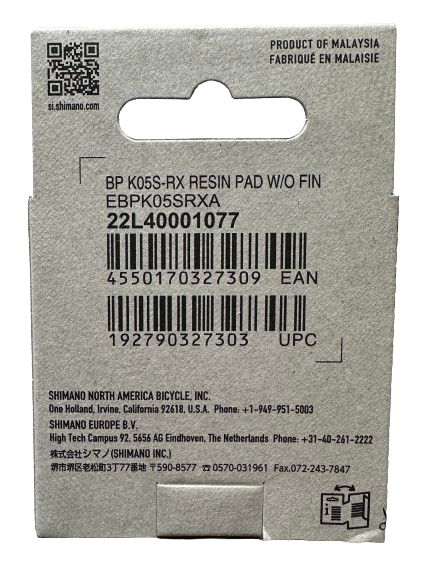 PRODUCT OF MALAYSIA
FABRIQUÉ EN MALAISIE
si.shimano.com
BP K05S-RX RESIN PAD W/O FIN
EBPK05SRXA
22L40001077
4550170327309 EAN
192790327303 UPC
SHIMANO NORTH AMERICA BICYCLE, INC.
One Holland, Irvine, California 92618, U.S.A. Phone: +1-949-951-5003
SHIMANO EUROPE B.V.
High Tech Campus 92, 5656 AG Eindhoven, The Netherlands Phone: +31-40-261-2222
株式会社シマノ(SHIMANO INC.)
堺市堺区老松町3丁77番地 〒590-8577 ☎0570-031961 Fax.072-243-7847
i